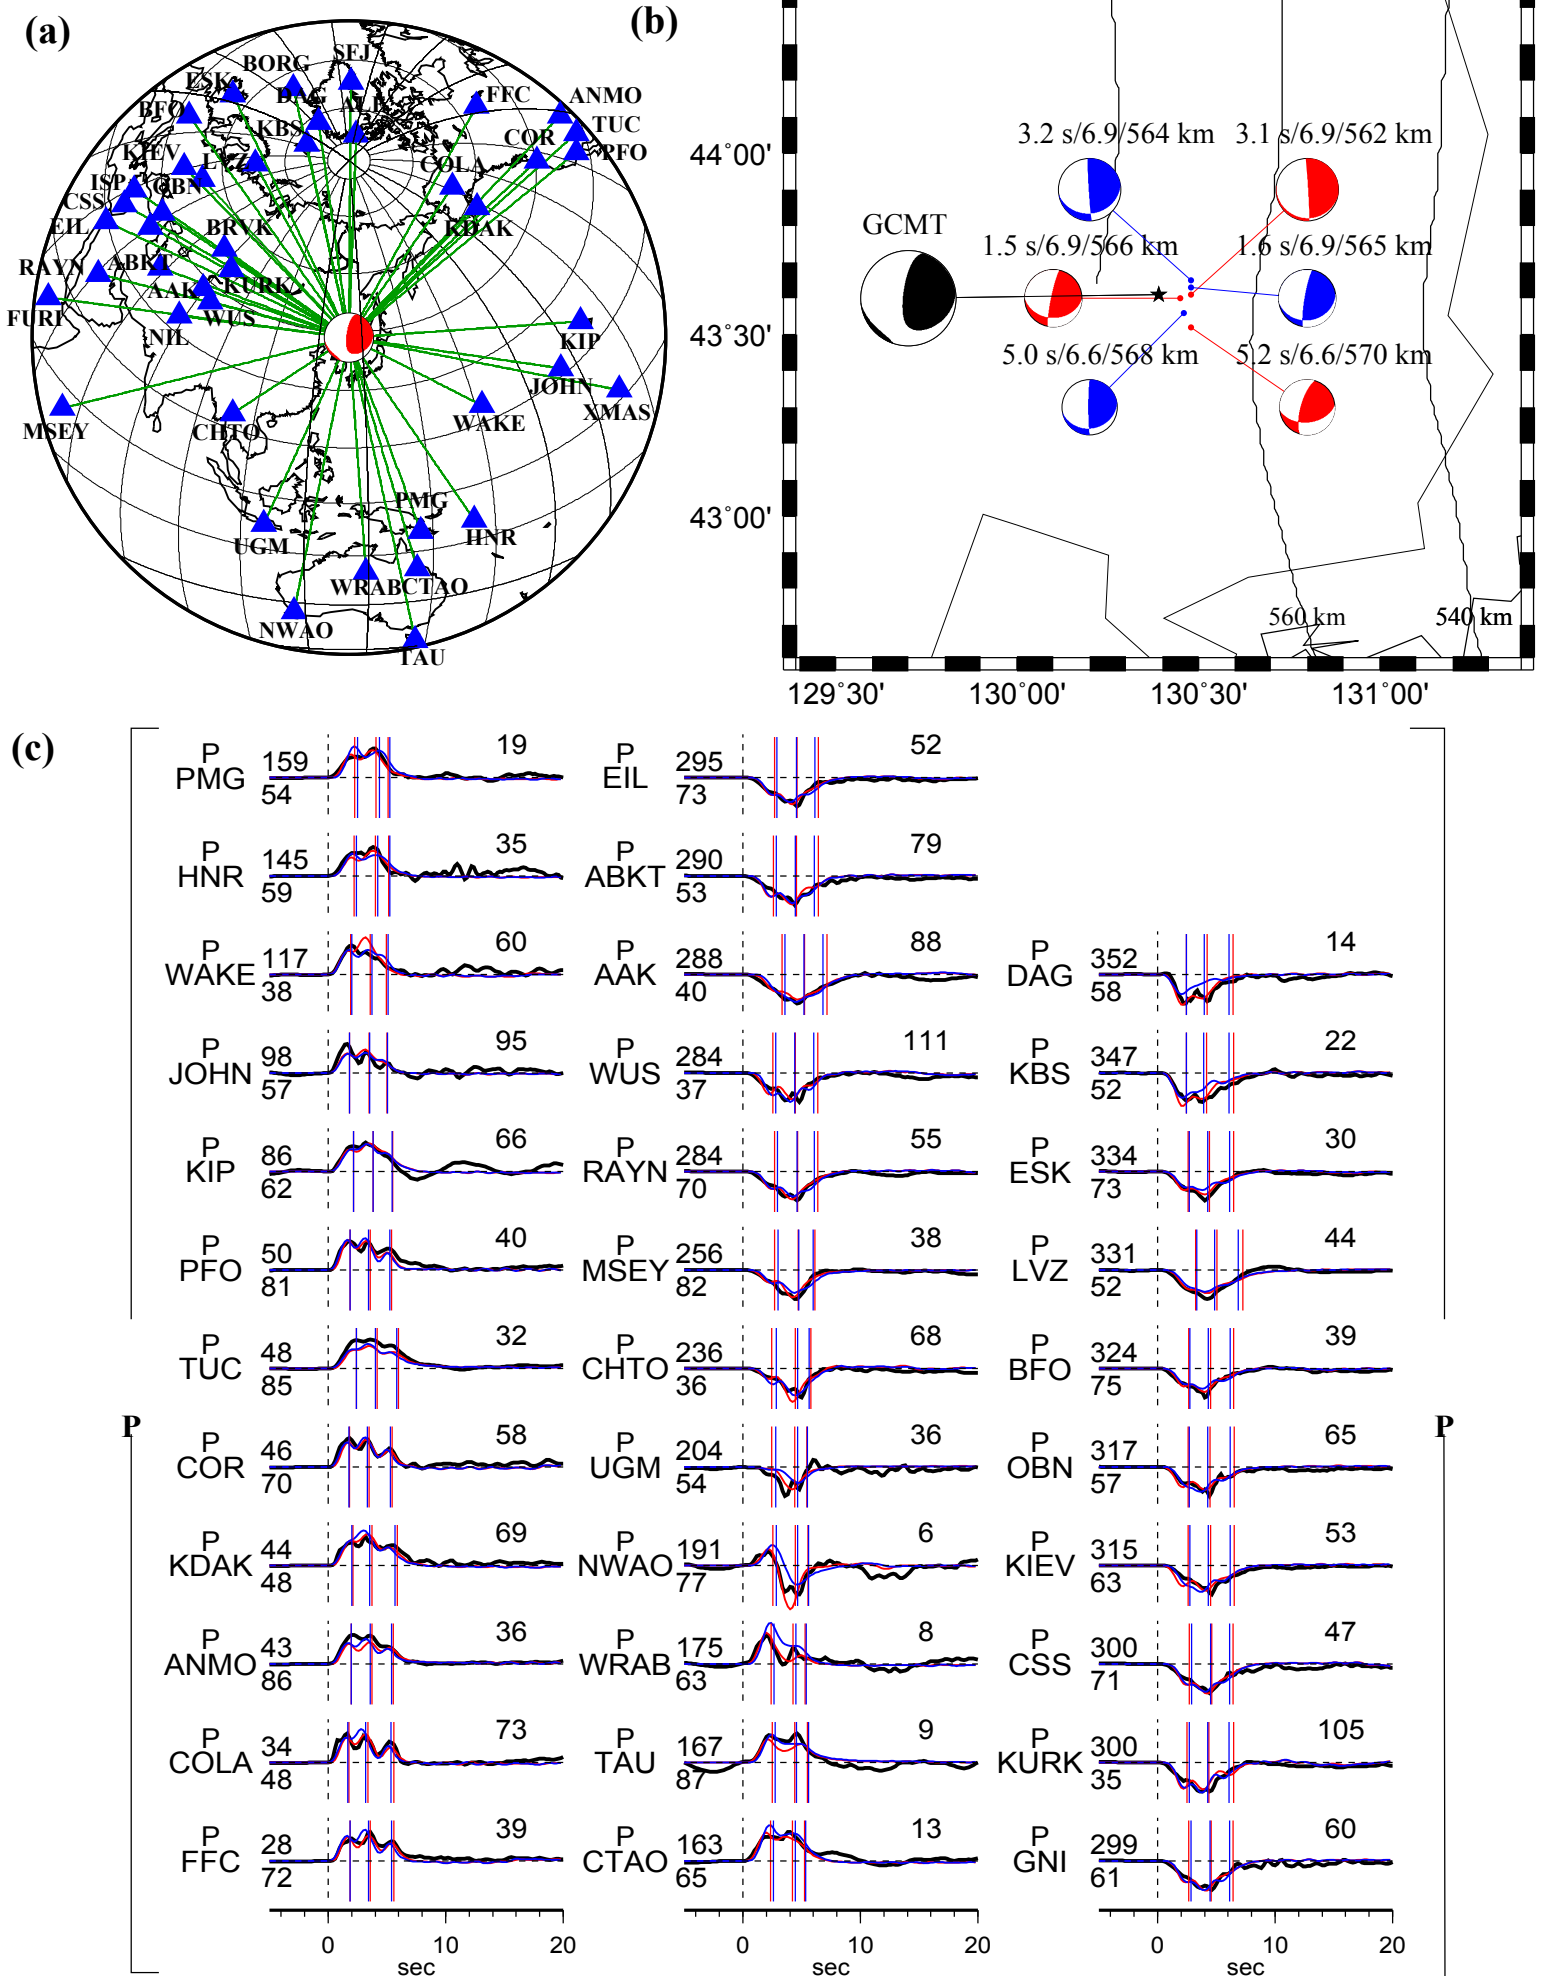 (a)
SFJ
BORG
ESK
DAG
ALE
FFC
ANMO
BFO
KBS
COR
TUC
PFO
KIEV
LVZ
COLA
ISP
OBN
CSS
EIL
BRVK
KDAK
RAYN
ABKT
KURK
AAK
FURI
WUS
NIL
KIP
JOHN
XMAS
MSEY
CHTO
WAKE
PMG
UGM
HNR
WRAB
CTAO
NWAO
TAU
(b)
3.2 s/6.9/564 km
3.1 s/6.9/562 km
44°00'
GCMT
1.5 s/6.9/566 km
1.6 s/6.9/565 km
43°30'
5.0 s/6.6/568 km
5.2 s/6.6/570 km
43°00'
560 km
540 km
129°30'
130°00'
130°30'
131°00'
(c)
P
PMG
159
54
19
P
HNR
145
59
35
P
WAKE
117
38
60
P
JOHN
98
57
95
P
KIP
86
62
66
P
PFO
50
81
40
P
TUC
48
85
32
P
P
COR
46
70
58
P
KDAK
44
48
69
P
ANMO
43
86
36
P
COLA
34
48
73
P
FFC
28
72
39
0
10
20
sec
P
EIL
295
73
52
P
ABKT
290
53
79
P
AAK
288
40
88
P
WUS
284
37
111
P
RAYN
284
70
55
P
MSEY
256
82
38
P
CHTO
236
36
68
P
UGM
204
54
36
P
NWAO
191
77
6
P
WRAB
175
63
8
P
TAU
167
87
9
P
CTAO
163
65
13
0
10
20
sec
P
DAG
352
58
14
P
KBS
347
52
22
P
ESK
334
73
30
P
LVZ
331
52
44
P
BFO
324
75
39
P
P
OBN
317
57
65
P
KIEV
315
63
53
P
CSS
300
71
47
P
KURK
300
35
105
P
GNI
299
61
60
0
10
20
sec